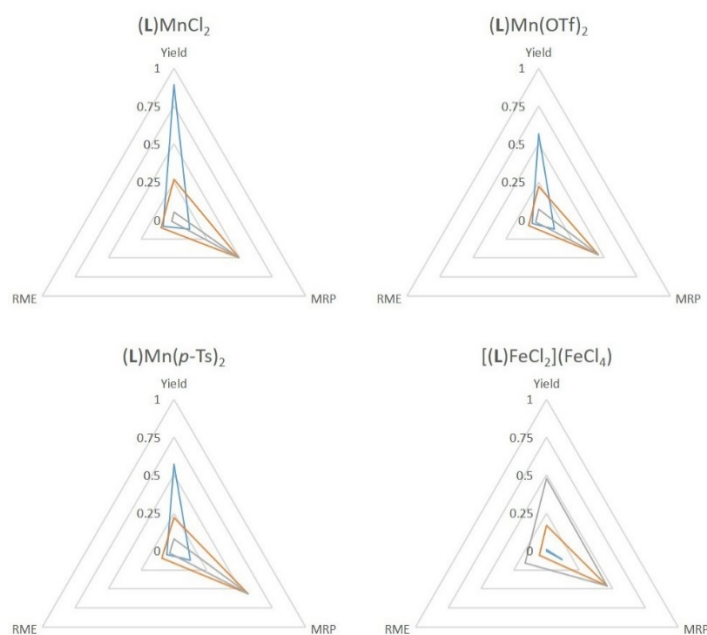 (L)MnCl₂
Yield
1
0.75
0.5
0.25
0
RME
MRP
(L)Mn(OTf)₂
Yield
1
0.75
0.5
0.25
0
RME
MRP
(L)Mn(p-Ts)₂
Yield
1
0.75
0.5
0.25
0
RME
MRP
[(L)FeCl₂](FeCl₄)
Yield
1
0.75
0.5
0.25
0
RME
MRP